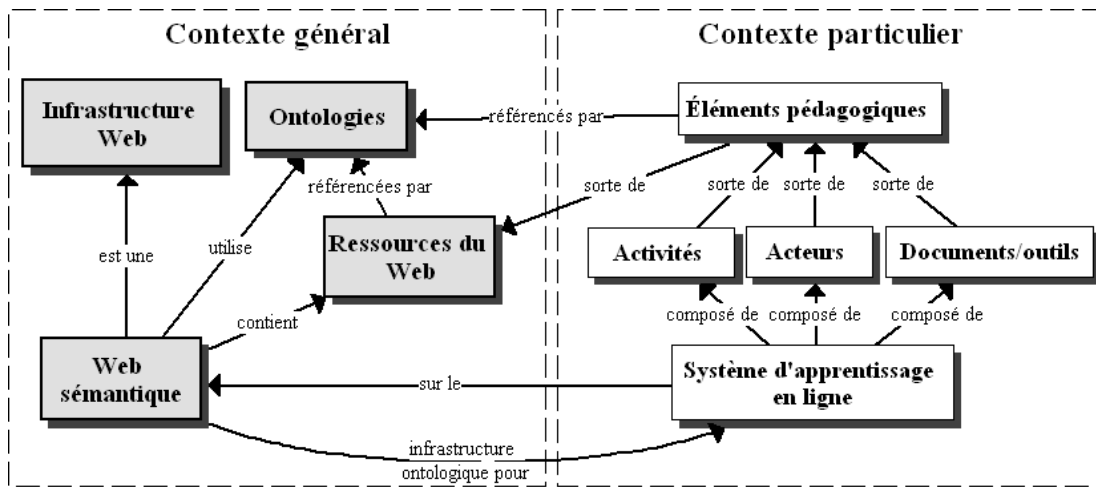 Contexte général
Contexte particulier
Infrastructure
Web
Ontologies
référencés par
Éléments pédagogiques
référencées par
sorte de
sorte de
sorte de
sorte de
Ressources du
Web
est une
utilise
Activités
Acteurs
Documents/outils
contient
composé de
composé de
composé de
Web
sémantique
sur le
Système d'apprentissage
en ligne
infrastructure
ontologique pour